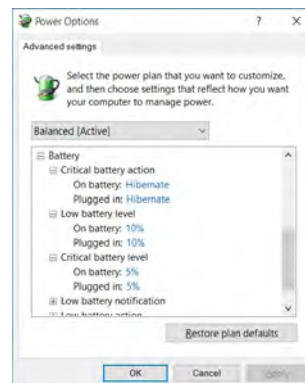 Power Options
? X
Advanced settings
Select the power plan that you want to customize,
and then choose settings that reflect how you want
your computer to manage power.
Balanced [Active]
Battery
Critical battery action
On battery: Hibernate
Plugged in: Hibernate
Low battery level
On battery: 10%
Plugged in: 10%
Critical battery level
On battery: 5%
Plugged in: 5%
Low battery notification
Low battery action
Restore plan defaults
OK Cancel Apply